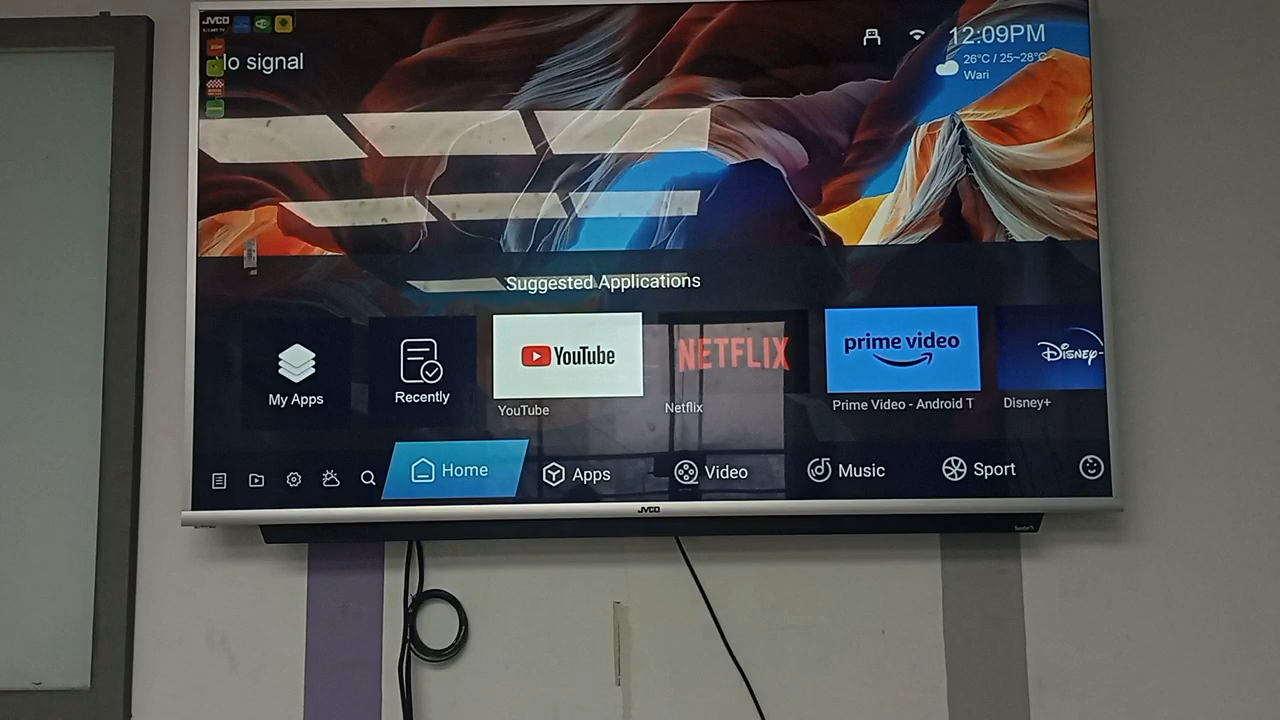 JVCO
12:09PM
lo signal
26°C / 25~28°C
Wari
Suggested Applications
My Apps
Recently
YouTube
YouTube
NETFLIX
Netflix
prime video
Prime Video - Android T
Disney+
Disney+
Home
Apps
Video
Music
Sport
JVCO